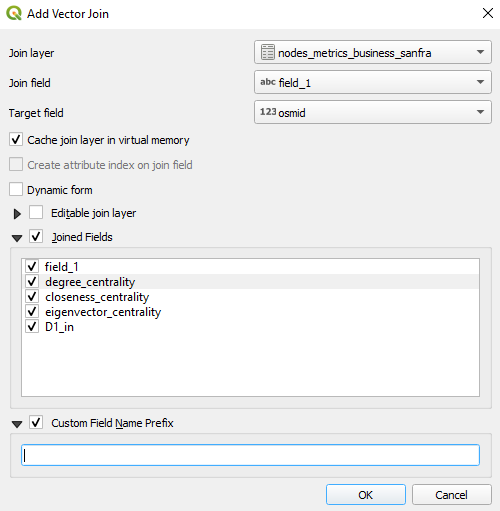 Add Vector Join
Join layer nodes_metrics_business_sanfra
Join field abc field_1
Target field 123 osmid
Cache join layer in virtual memory
Create attribute index on join field
Dynamic form
Editable join layer
Joined Fields
field_1
degree_centrality
closeness_centrality
eigenvector_centrality
D1_in
Custom Field Name Prefix
OK Cancel